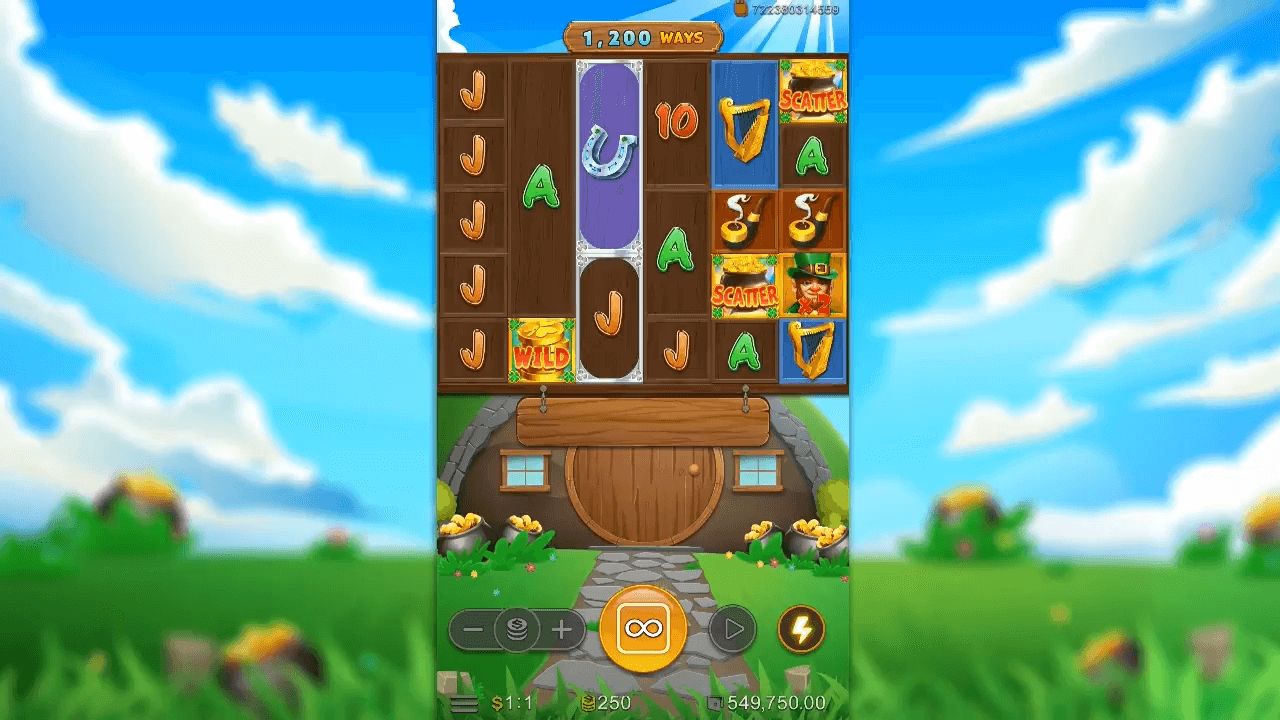 722380314559
1,200 WAYS
J A 10 SCATTER
J A
J
J A SCATTER
J WILD J J A
$1:1 250 549,750.00